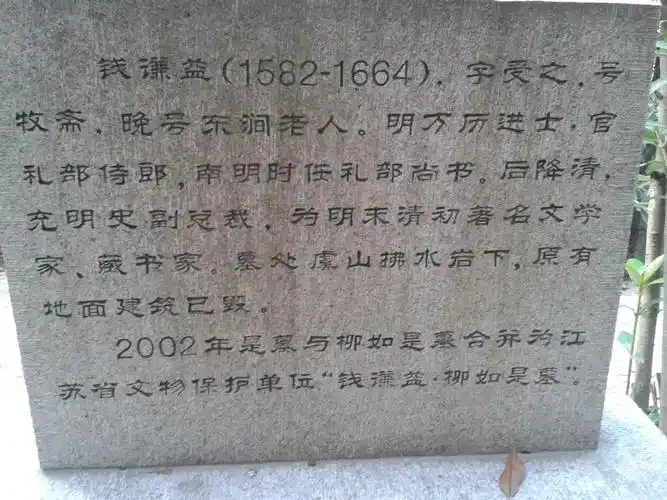 钱谦益(1582-1664)，字受之，号
牧斋，晚号东涧老人。明万历进士，官
礼部侍郎，南明时任礼部尚书。后降清，
充明史副总裁，为明末清初著名文学
家、藏书家。墓处虞山拂水岩下，原有
地面建筑已毁。
2002年是墓与柳如是墓合并为江
苏省文物保护单位“钱谦益·柳如是墓”。